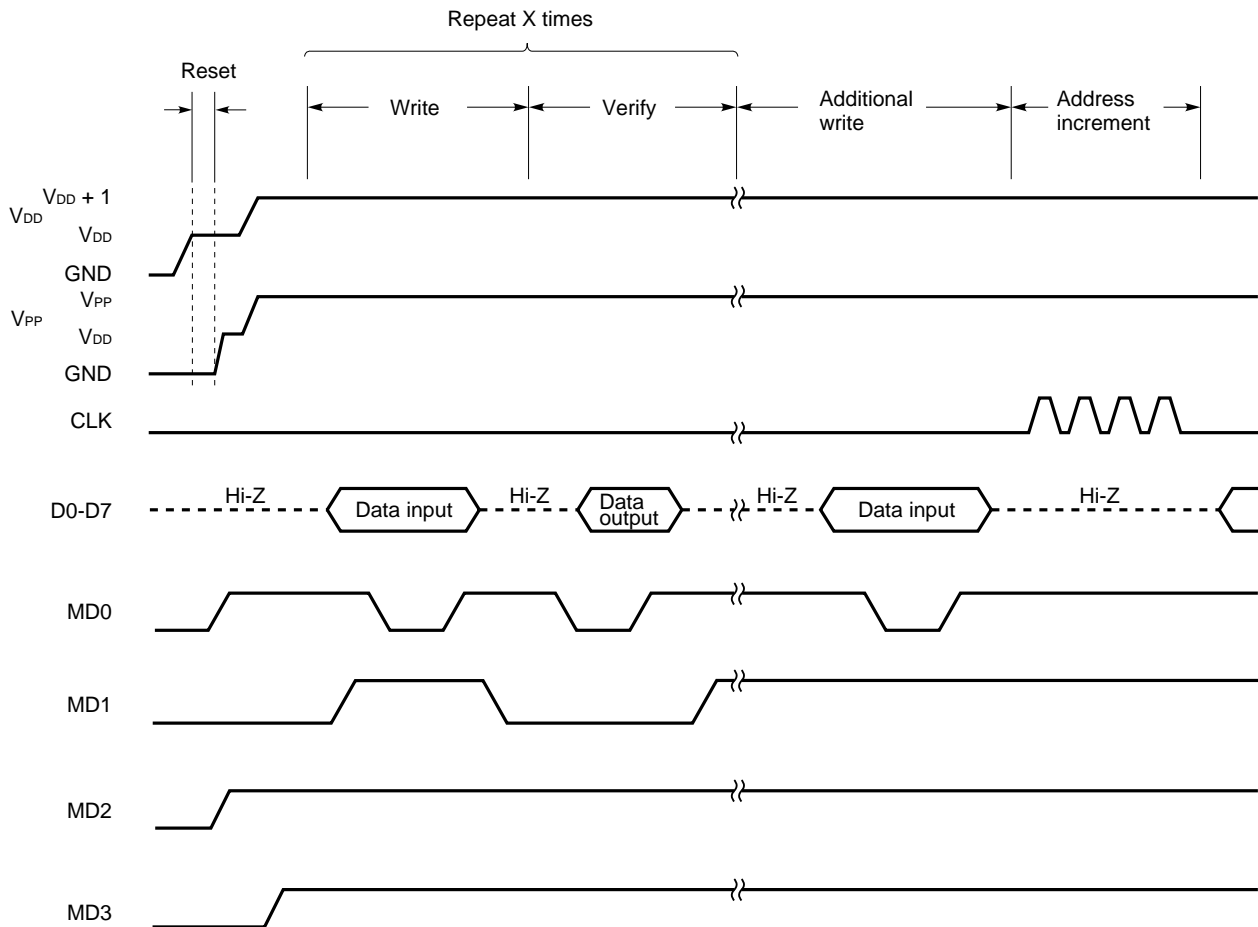 Repeat X times
Reset
Write
Verify
Additional
write
Address
increment
VDD + 1
VDD
VDD
GND
VPP
VPP
VDD
GND
CLK
D0-D7
Hi-Z
Data input
Hi-Z
Data
output
Hi-Z
Data input
Hi-Z
MD0
MD1
MD2
MD3